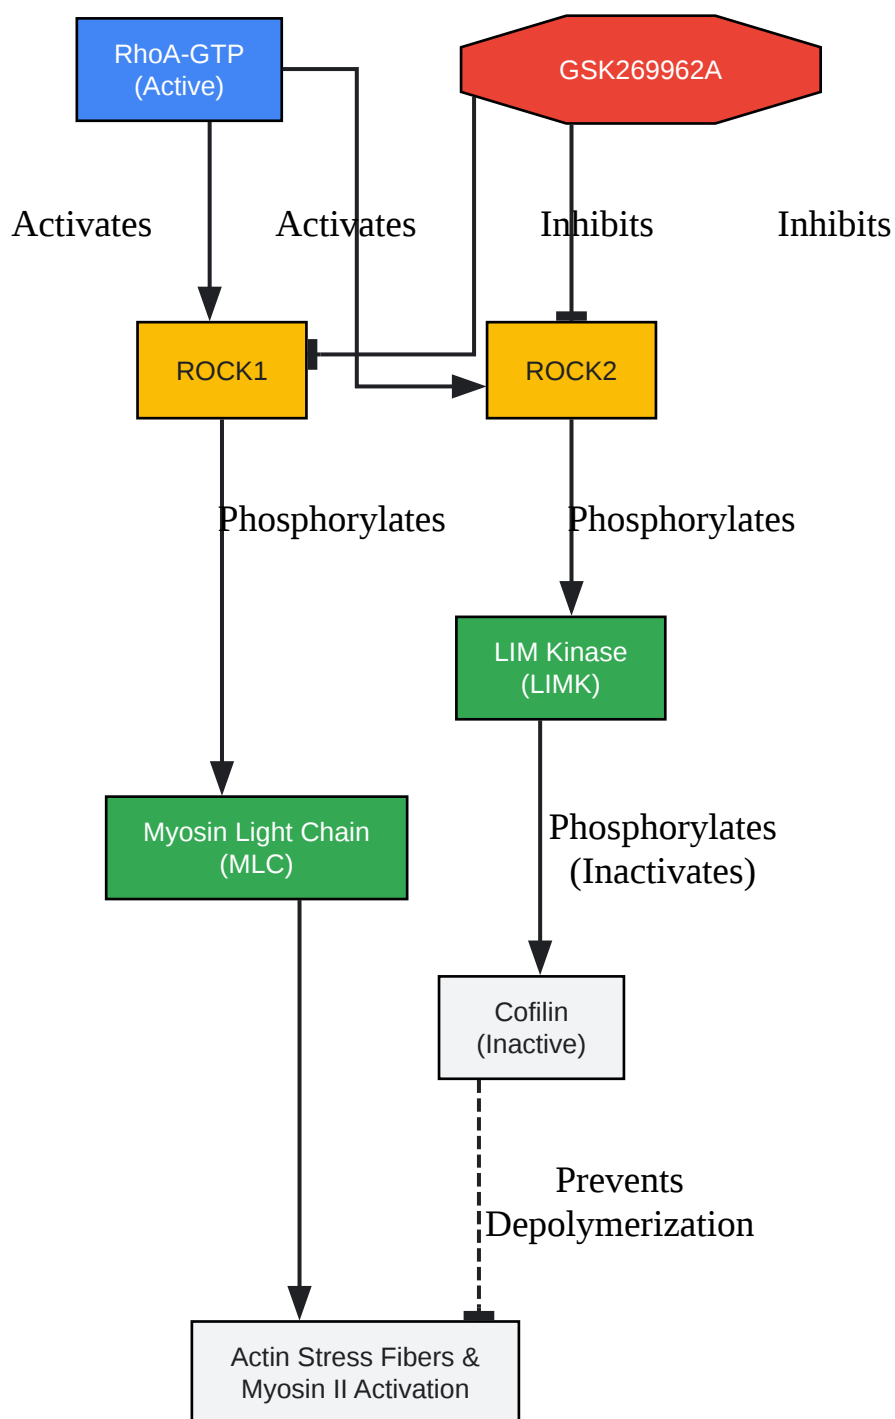 RhoA-GTP
(Active)
GSK269962A
Activates
Activates
Inhibits
Inhibits
ROCK1
ROCK2
Phosphorylates
Phosphorylates
LIM Kinase
(LIMK)
Myosin Light Chain
(MLC)
Phosphorylates
(Inactivates)
Cofilin
(Inactive)
Prevents
Depolymerization
Actin Stress Fibers &
Myosin II Activation